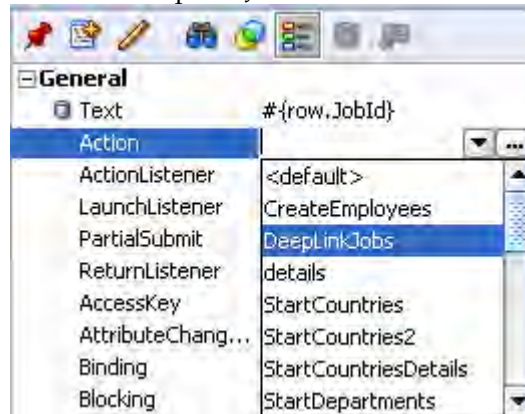 General
Text #{row.JobId}
Action ...
ActionListener <default>
LaunchListener CreateEmployees
PartialSubmit DeepLinkJobs
ReturnListener details
AccessKey StartCountries
AttributeChang... StartCountries2
Binding StartCountriesDetails
Blocking StartDepartments